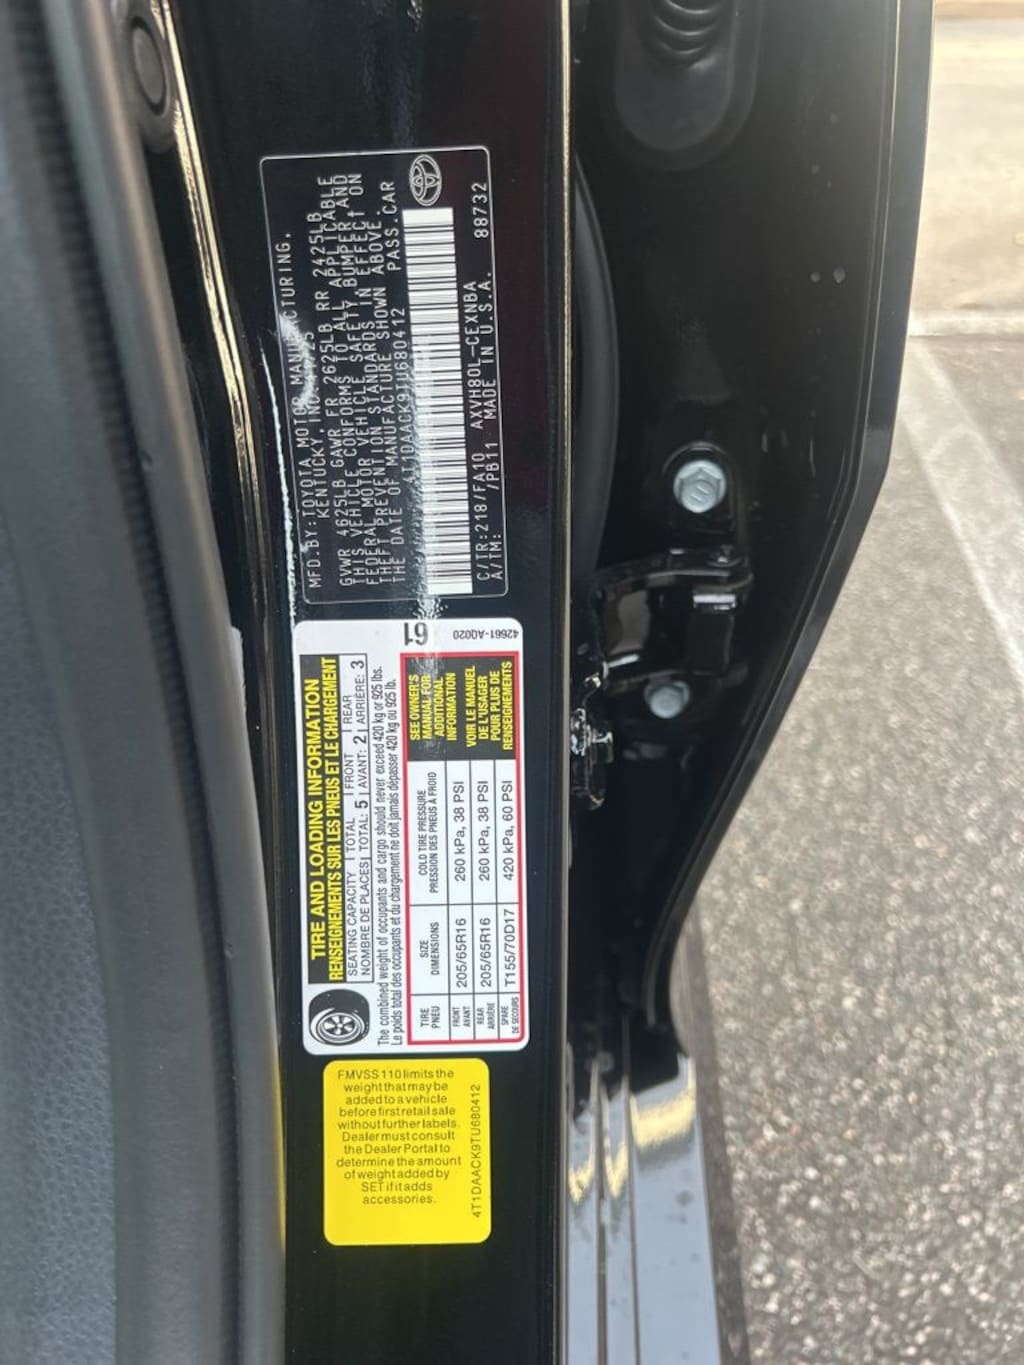 MFD.BY:TOYOTA MOTOR MANUFACTURING,
KENTUCKY, INC.
GVWR 4625LB GAWR FR 2625LB RR 2425LB
THIS VEHICLE CONFORMS TO ALL APPLICABLE
FEDERAL MOTOR VEHICLE SAFETY BUMPER AND
THEFT PREVENTION STANDARDS IN EFFECT ON
THE DATE OF MANUFACTURE SHOWN ABOVE.
4T1DAACK9TU680412 PASS.CAR
C/TR:218/FA10 AXVH80L-CEXNBA
A/TM: /PB11 MADE IN U.S.A. 88732
TIRE AND LOADING INFORMATION
RENSEIGNEMENTS SUR LES PNEUS ET LE CHARGEMENT
SEATING CAPACITY | TOTAL | FRONT | REAR
NOMBRE DE PLACES | TOTAL: 5 | AVANT: 2 | ARRIÈRE: 3
The combined weight of occupants and cargo should never exceed 420 kg or 925 lbs.
Le poids total des occupants et du chargement ne doit jamais dépasser 420 kg ou 925 lb.
TIRE
PNEU
SIZE
DIMENSIONS
COLD TIRE PRESSURE
PRESSION DES PNEUS À FROID
FRONT
AVANT
205/65R16
260 kPa, 38 PSI
REAR
ARRIÈRE
205/65R16
260 kPa, 38 PSI
SPARE
DE SECOURS
T155/70D17
420 kPa, 60 PSI
SEE OWNER'S
MANUAL FOR
ADDITIONAL
INFORMATION
VOIR LE MANUEL
DE L'USAGER
POUR PLUS DE
RENSEIGNEMENTS
61
42661-AQ020
FMVSS 110 limits the
weight that may be
added to a vehicle
before first retail sale
without further labels.
Dealer must consult
the Dealer Portal to
determine the amount
of weight added by
SET if it adds
accessories.
4T1DAACK9TU680412